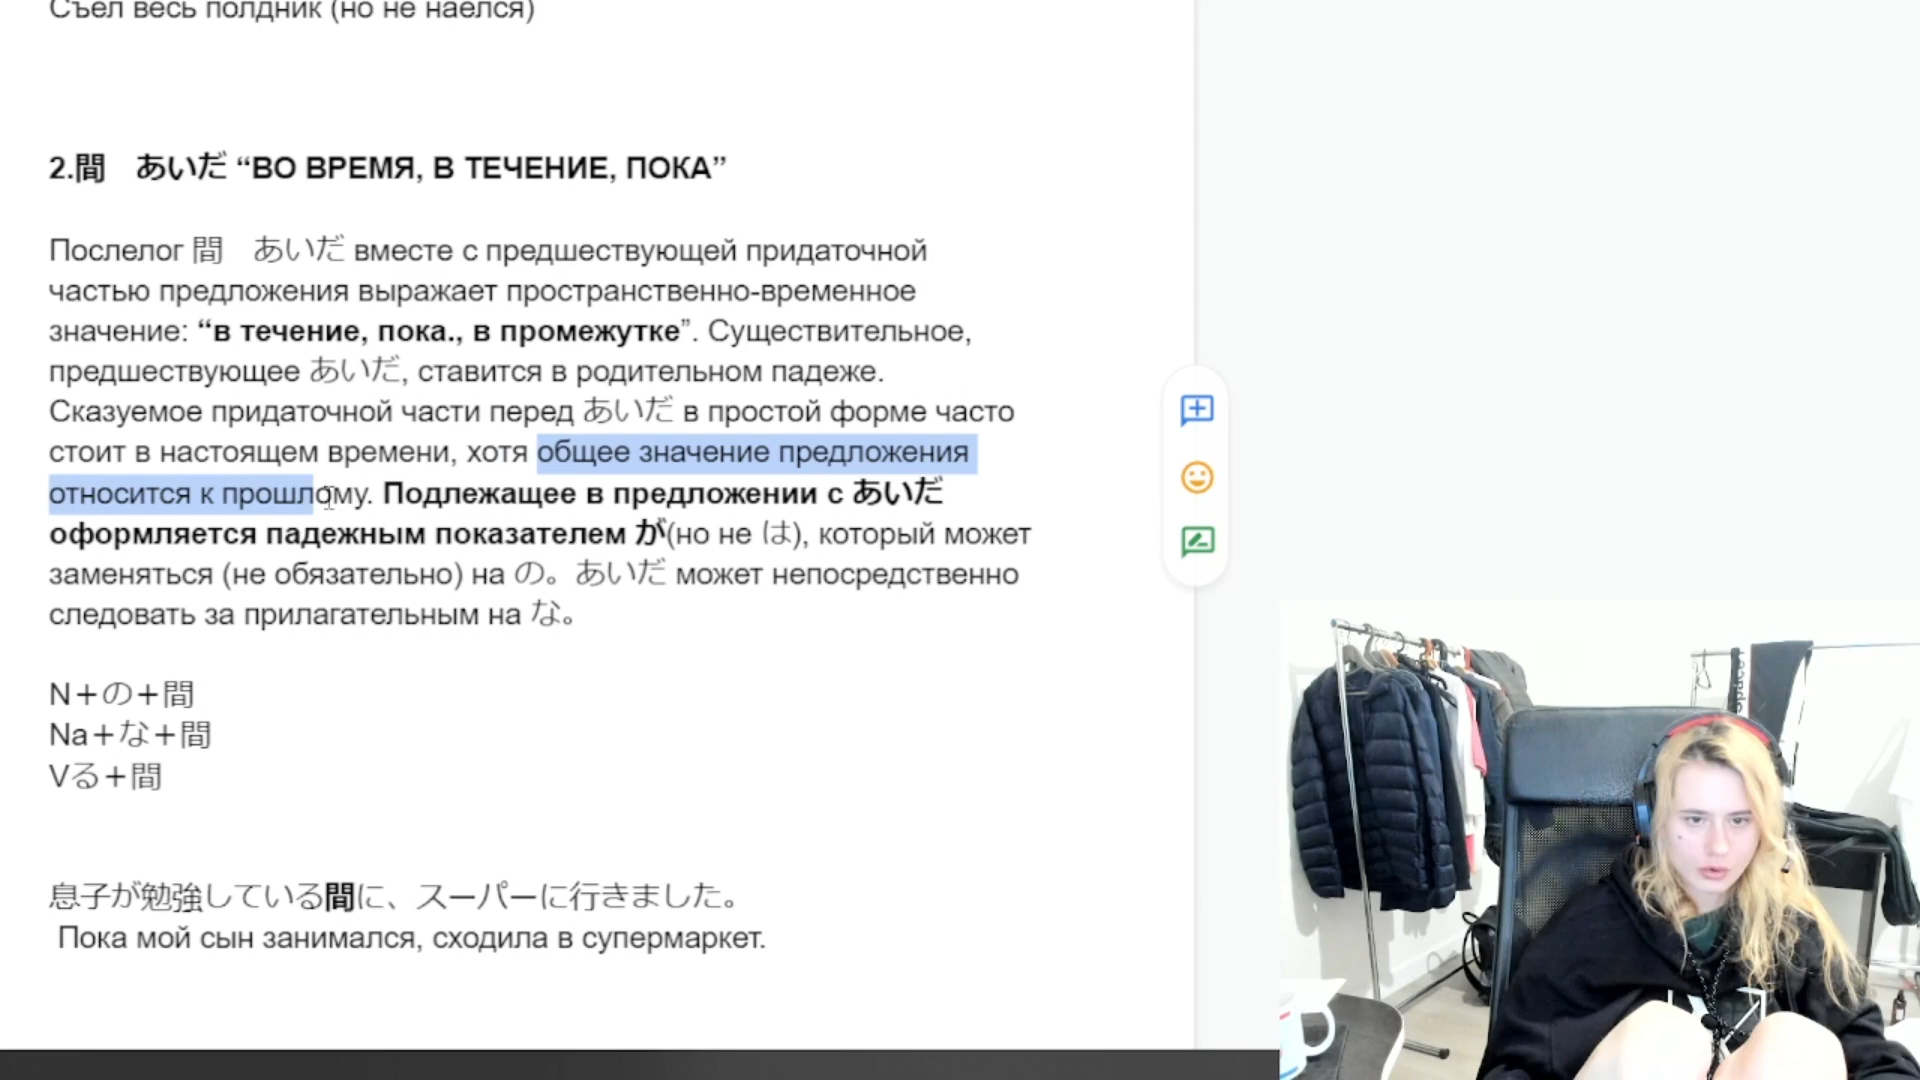 Съел весь полдник (но не наелся)
2.間　あいだ “ВО ВРЕМЯ, В ТЕЧЕНИЕ, ПОКА”
Послелог 間　あいだ вместе с предшествующей придаточной
частью предложения выражает пространственно-временное
значение: “в течение, пока., в промежутке”. Существительное,
предшествующее あいだ, ставится в родительном падеже.
Сказуемое придаточной части перед あいだ в простой форме часто
стоит в настоящем времени, хотя общее значение предложения
относится к прошлому. Подлежащее в предложении с あいだ
оформляется падежным показателем が(но не は), который может
заменяться (не обязательно) на の。あいだ может непосредственно
следовать за прилагательным на な。
N＋の＋間
Na＋な＋間
Vる＋間
息子が勉強している間に、スーパーに行きました。
Пока мой сын занимался, сходила в супермаркет.